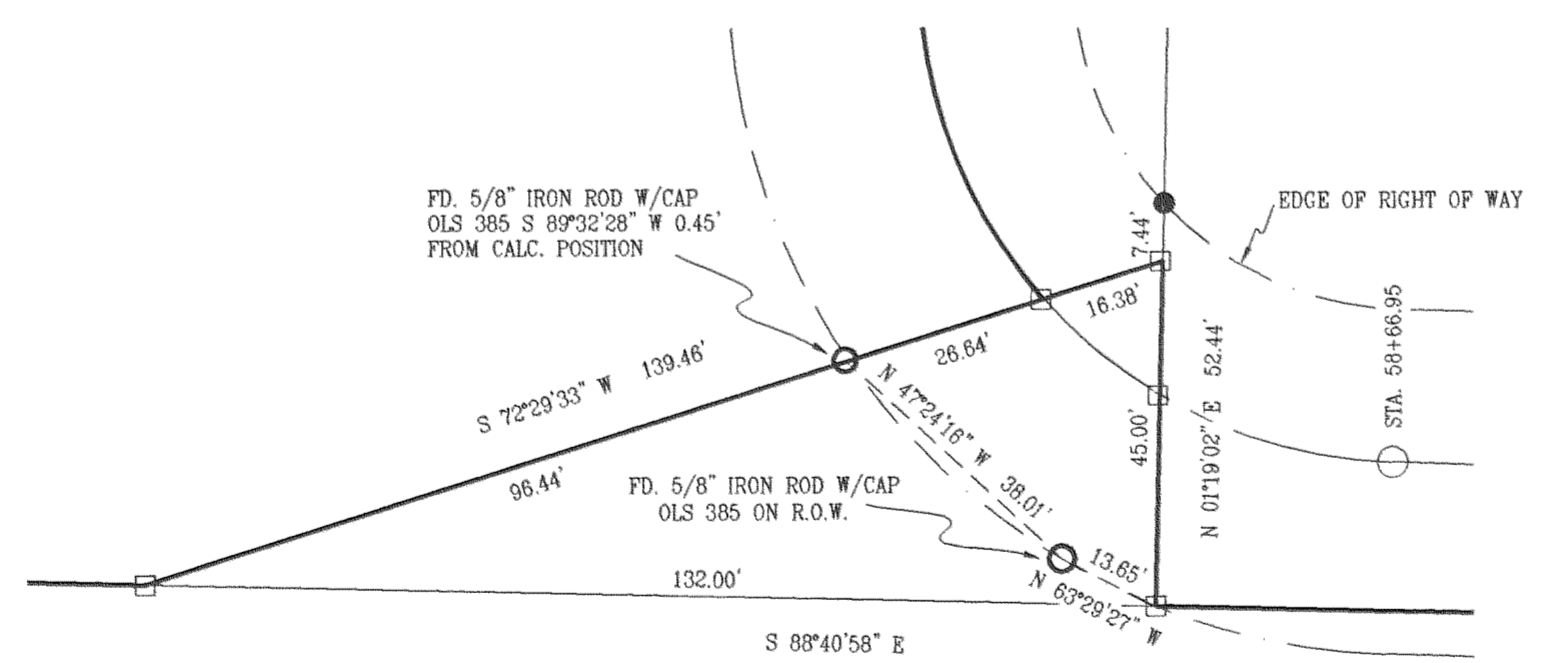 FD. 5/8" IRON ROD W/CAP
OLS 385 S 89°32'28" W 0.45'
FROM CALC. POSITION
EDGE OF RIGHT OF WAY
7.44'
16.38'
26.64'
S 72°29'33" W 139.46'
96.44'
N 47°24'16" W 38.01'
45.00'
N 01°19'02" E 52.44'
STA. 58+66.95
FD. 5/8" IRON ROD W/CAP
OLS 385 ON R.O.W.
13.65'
N 63°29'27" W
132.00'
S 88°40'58" E